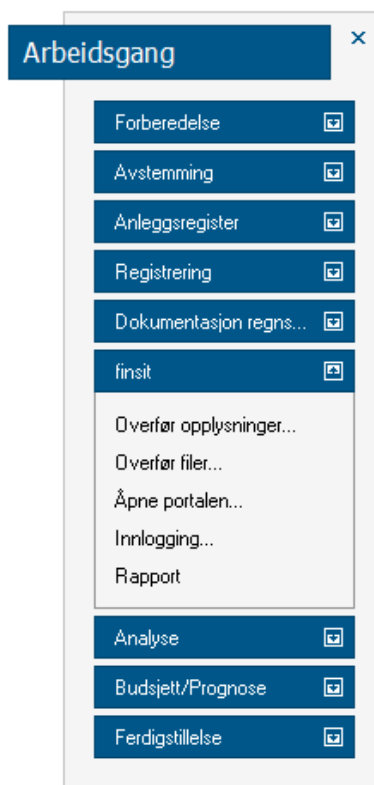 Arbeidsgang
Forberedelse
Avstemming
Anleggsregister
Registrering
Dokumentasjon regns...
finsit
Overfør opplysninger...
Overfør filer...
Åpne portalen...
Innlogging...
Rapport
Analyse
Budsjett/Prognose
Ferdigstillelse